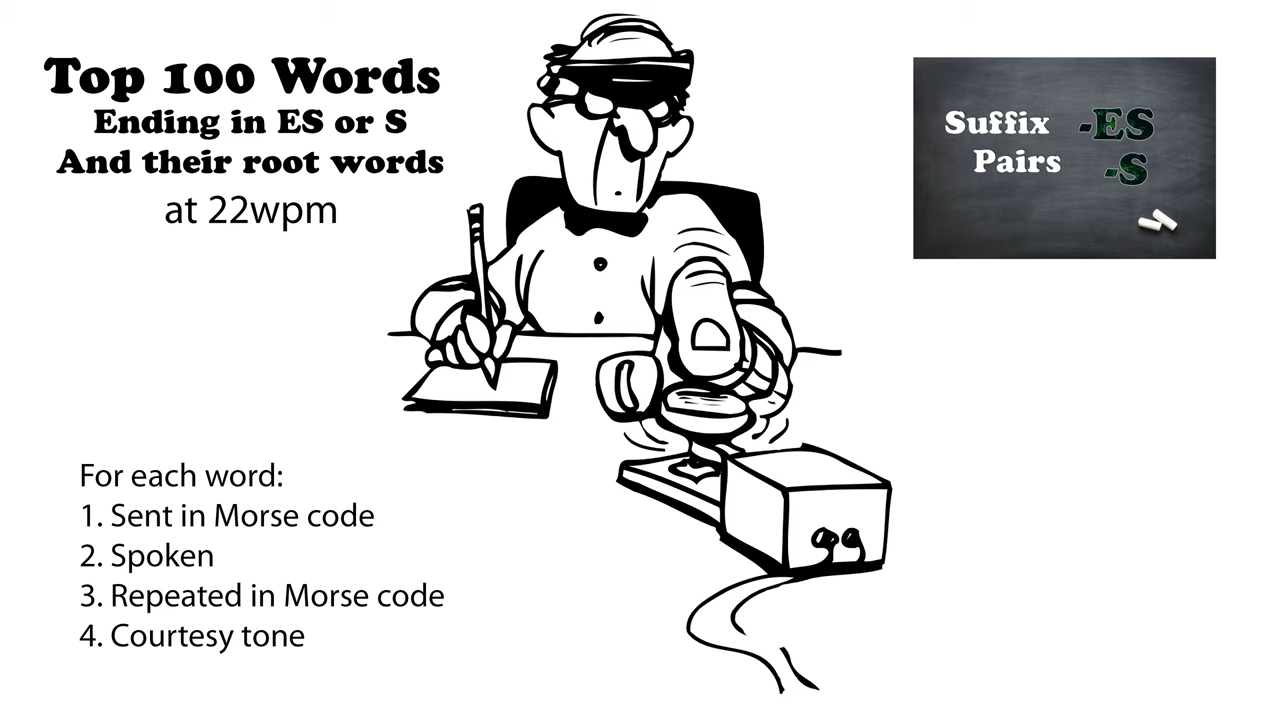 Top 100 Words
Ending in ES or S
And their root words
at 22wpm
Suffix -ES
Pairs -S
For each word:
1. Sent in Morse code
2. Spoken
3. Repeated in Morse code
4. Courtesy tone